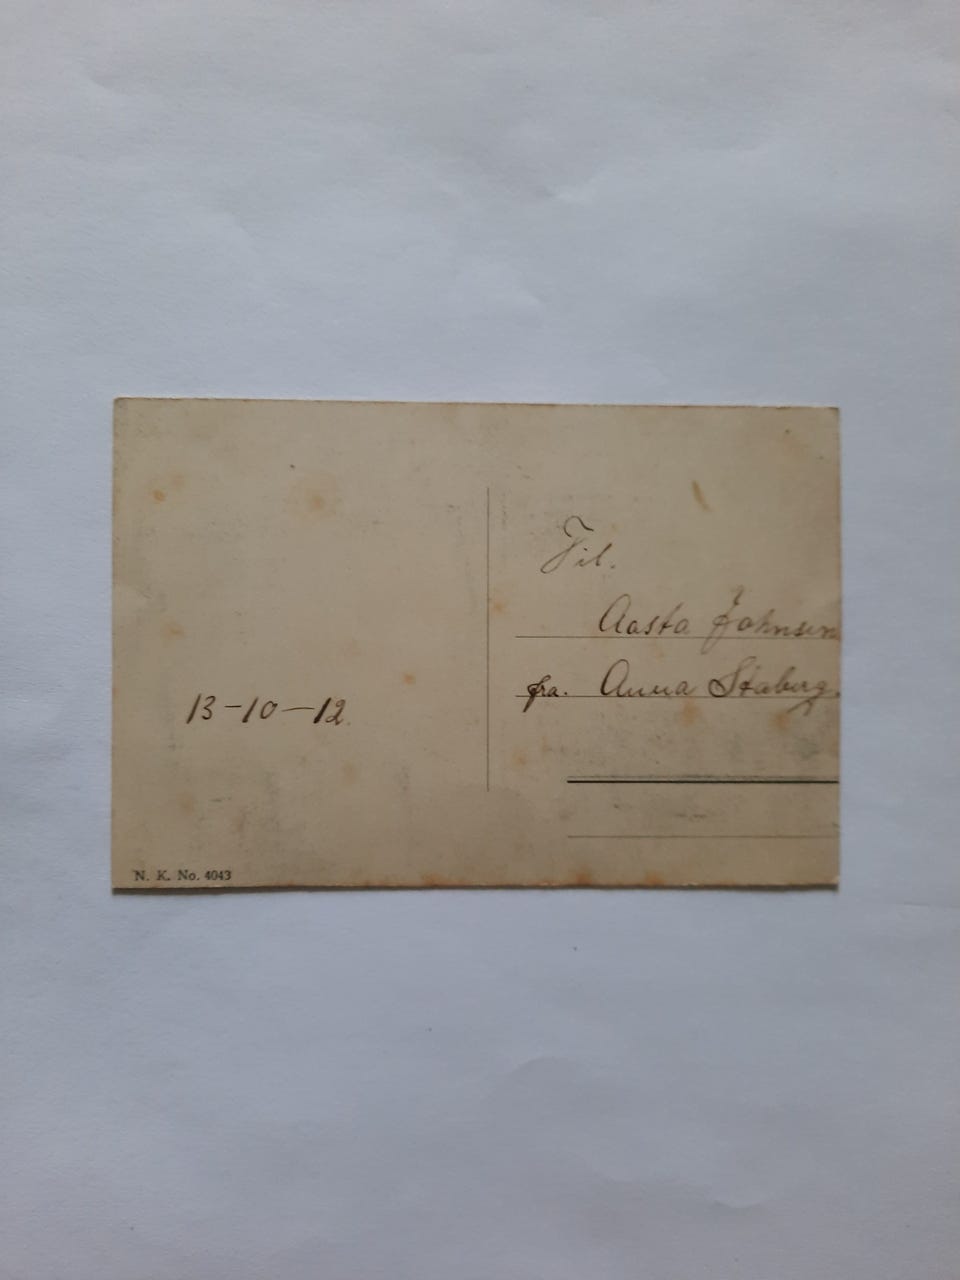 Til.
Aasta Johnsen
fra. Anna Staberg.
13-10-12.
N. K. No. 4043